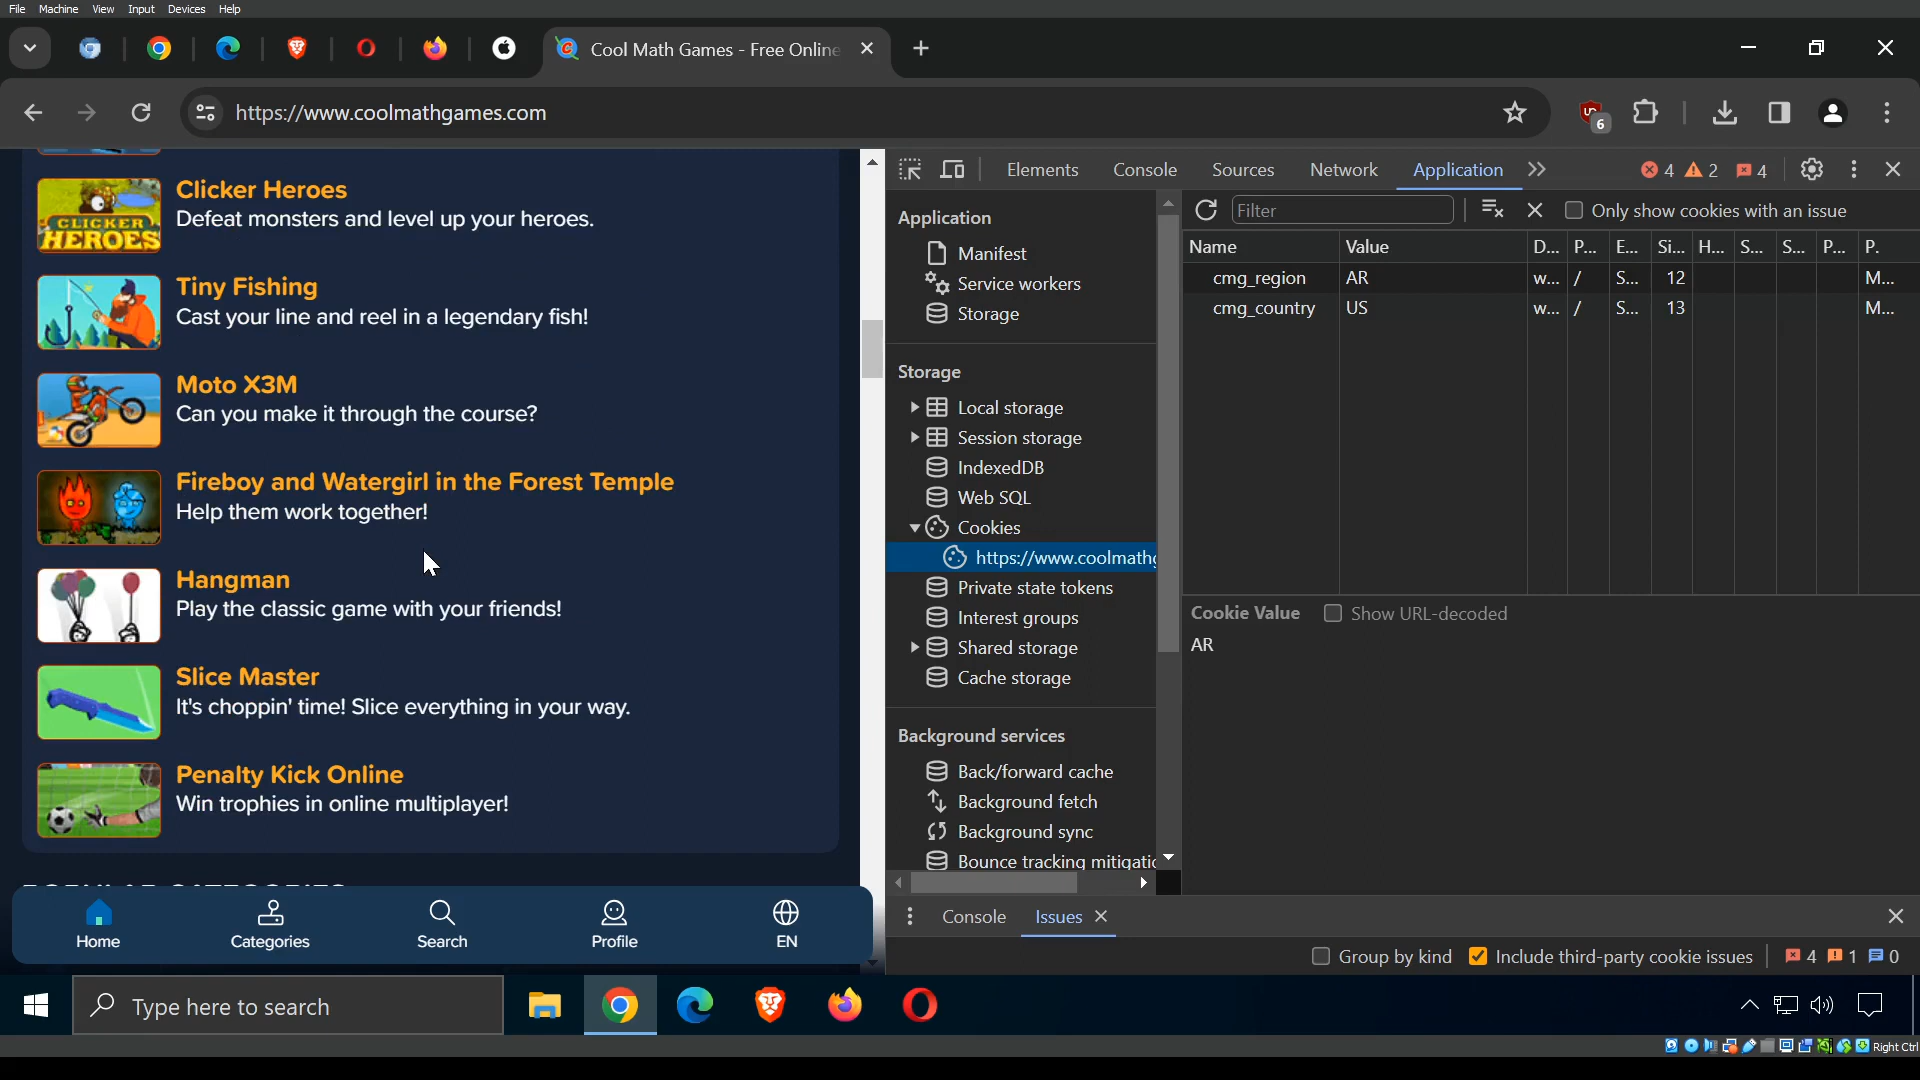 File Machine View Input Devices Help
Cool Math Games - Free Online
https://www.coolmathgames.com
6
Clicker Heroes
Defeat monsters and level up your heroes.
CLICKER
HEROES
Tiny Fishing
Cast your line and reel in a legendary fish!
Moto X3M
Can you make it through the course?
Fireboy and Watergirl in the Forest Temple
Help them work together!
Hangman
Play the classic game with your friends!
Slice Master
It's choppin' time! Slice everything in your way.
Penalty Kick Online
Win trophies in online multiplayer!
Home Categories Search Profile EN
Elements Console Sources Network Application 4 2 4
Application
Manifest
Service workers
Storage
Storage
Local storage
Session storage
IndexedDB
Web SQL
Cookies
https://www.coolmathg
Private state tokens
Interest groups
Shared storage
Cache storage
Background services
Back/forward cache
Background fetch
Background sync
Bounce tracking mitigatio
Filter Only show cookies with an issue
Name Value D... P... E... Si... H... S... S... P... P.
cmg_region AR w... / S... 12 M...
cmg_country US w... / S... 13 M...
Cookie Value Show URL-decoded
AR
Console Issues
Group by kind Include third-party cookie issues 4 1 0
Type here to search
Right Ctrl